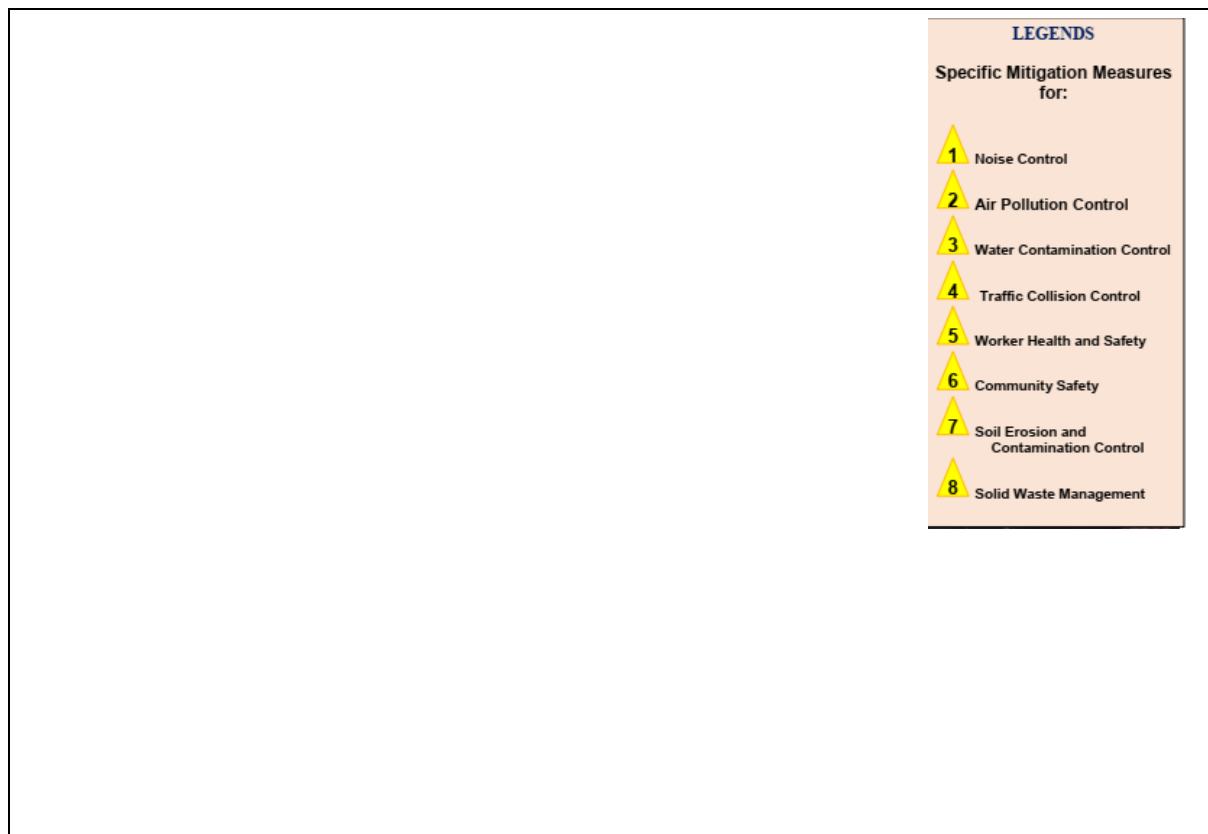 LEGENDS
Specific Mitigation Measures
for:
1 Noise Control
2 Air Pollution Control
3 Water Contamination Control
4 Traffic Collision Control
5 Worker Health and Safety
6 Community Safety
7 Soil Erosion and
Contamination Control
8 Solid Waste Management